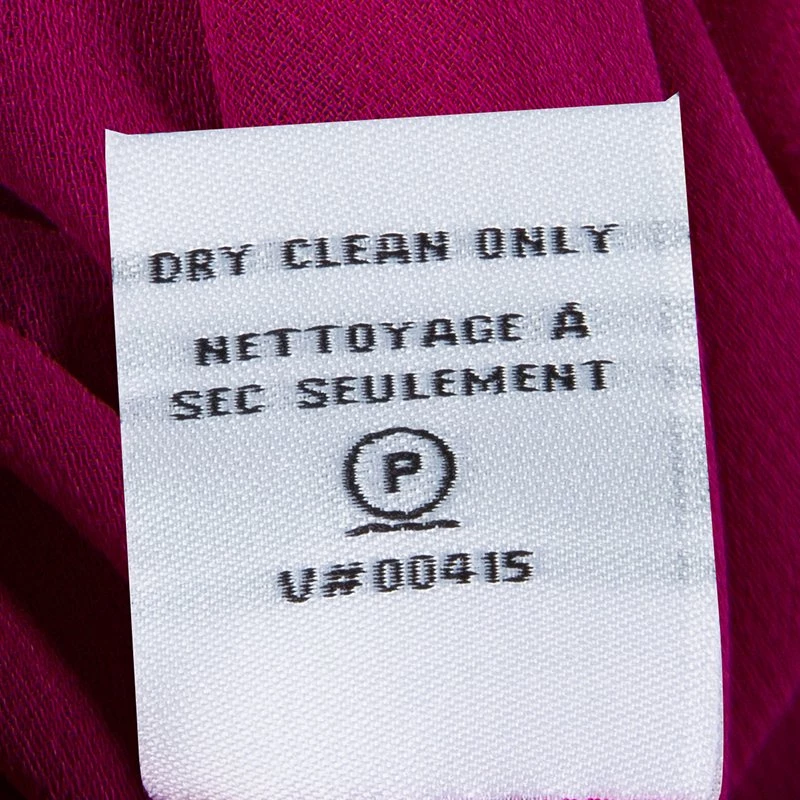 DRY CLEAN ONLY
NETTOYAGE À
SEC SEULEMENT
P
V#00415